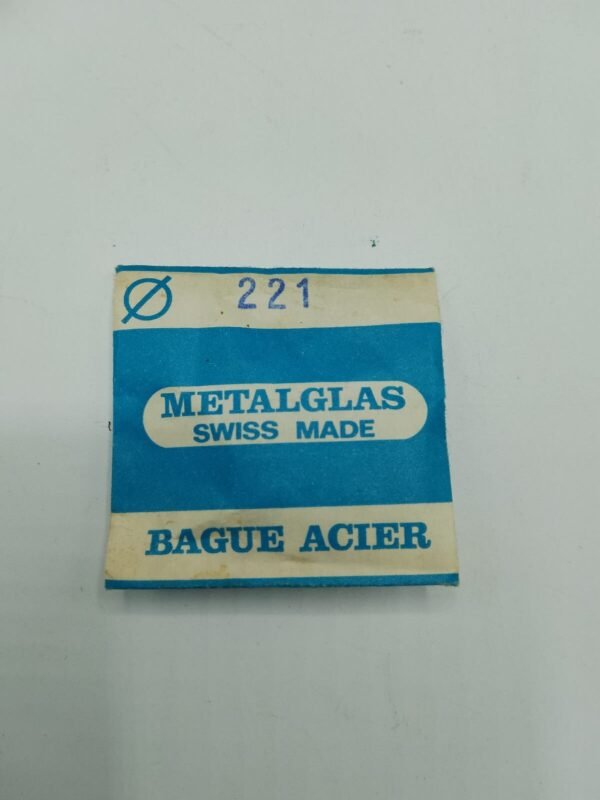 Ø 221
METALGLAS
SWISS MADE
BAGUE ACIER